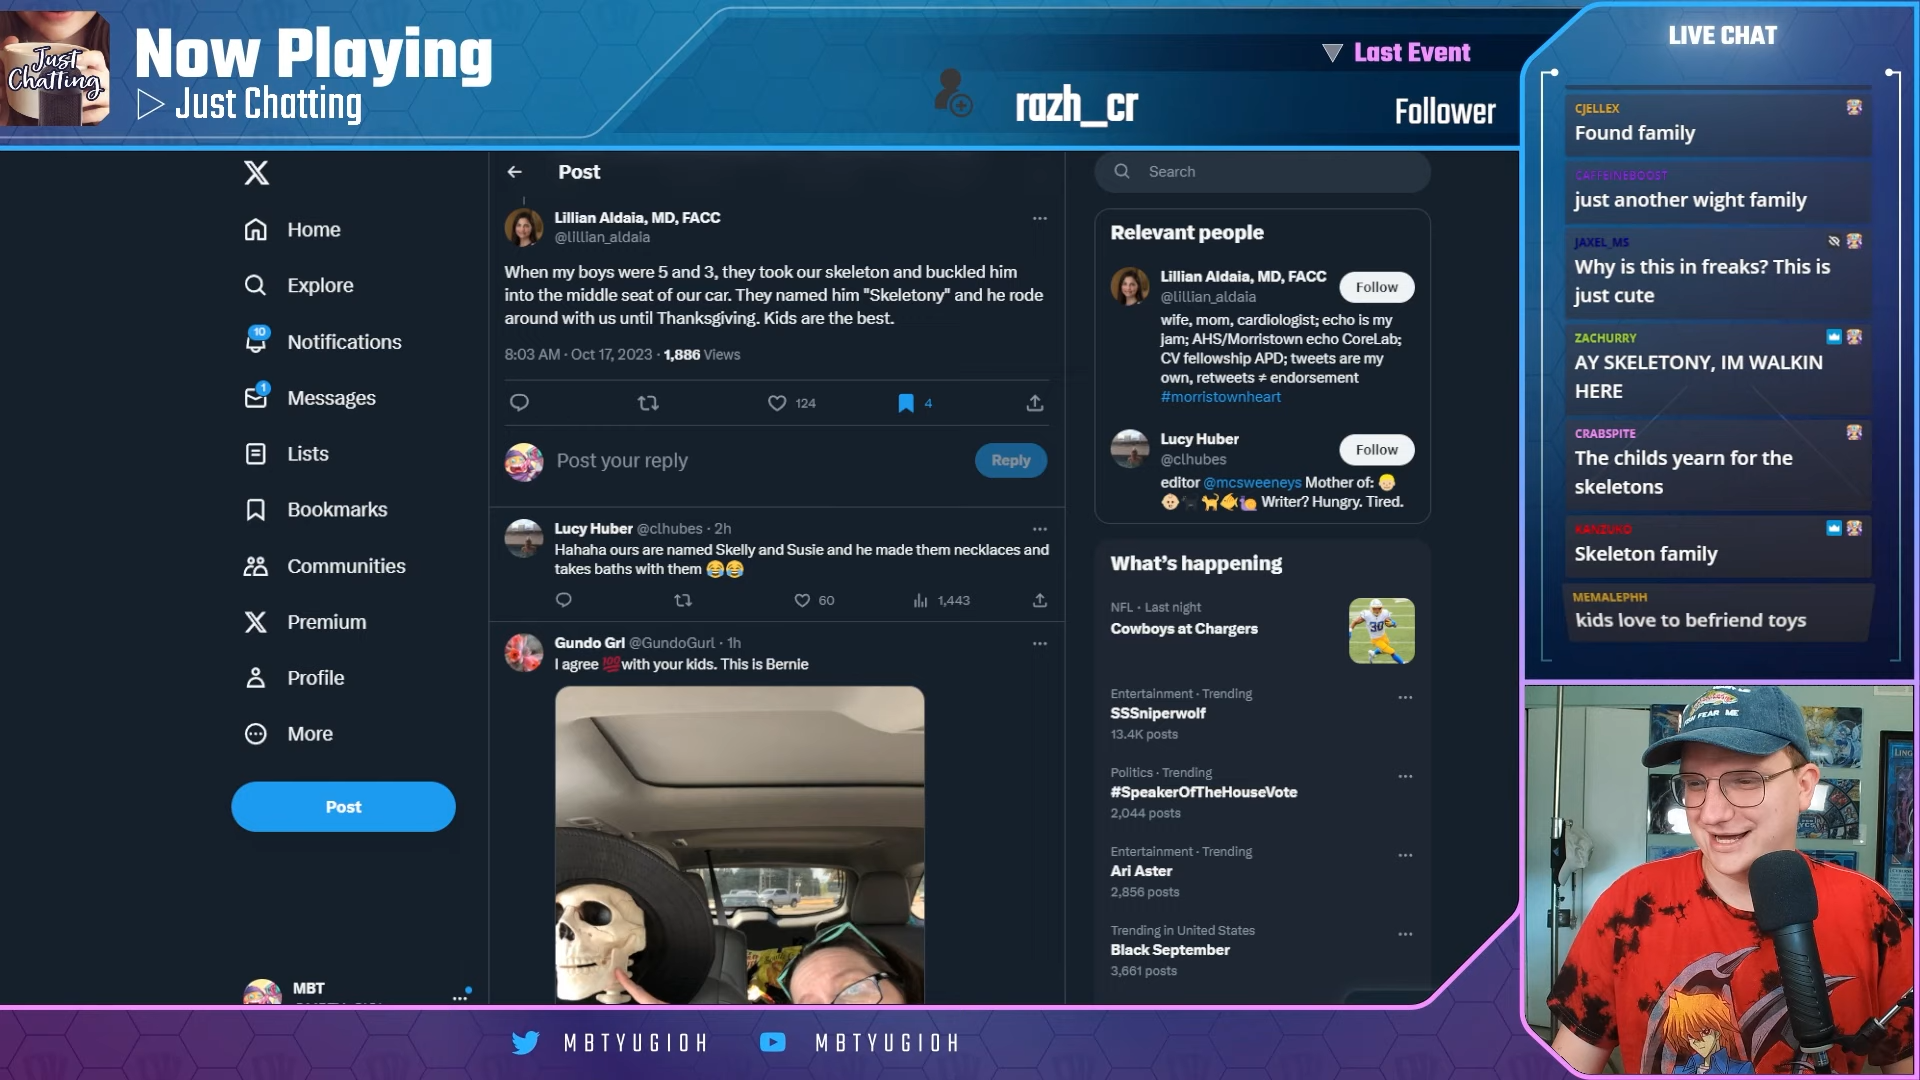 Just
Chatting
Now Playing
Just Chatting
Last Event
razh_cr
Follower
LIVE CHAT
Post
Lillian Aldaia, MD, FACC
@lillian_aldaia
When my boys were 5 and 3, they took our skeleton and buckled him
into the middle seat of our car. They named him "Skeletony" and he rode
around with us until Thanksgiving. Kids are the best.
8:03 AM · Oct 17, 2023 · 1,886 Views
124
4
Post your reply
Reply
Lucy Huber @clhubes · 2h
Hahaha ours are named Skelly and Susie and he made them necklaces and
takes baths with them 😂😂
60
1,443
Gundo Grl @GundoGurl · 1h
I agree 💯with your kids. This is Bernie
Home
Explore
10
Notifications
1
Messages
Lists
Bookmarks
Communities
Premium
Profile
More
Post
MBT
Search
Relevant people
Lillian Aldaia, MD, FACC
@lillian_aldaia
Follow
wife, mom, cardiologist; echo is my
jam; AHS/Morristown echo CoreLab;
CV fellowship APD; tweets are my
own, retweets ≠ endorsement
#morristownheart
Lucy Huber
@clhubes
Follow
editor @mcsweeneys Mother of: 👱
👶🐈‍⬛🐈🐠🐌 Writer? Hungry. Tired.
What's happening
NFL · Last night
Cowboys at Chargers
30
Entertainment · Trending
SSSniperwolf
13.4K posts
Politics · Trending
#SpeakerOfTheHouseVote
2,044 posts
Entertainment · Trending
Ari Aster
2,856 posts
Trending in United States
Black September
3,661 posts
CJELLEX
Found family
CAFFEINEBOOST
just another wight family
JAXEL_MS
Why is this in freaks? This is
just cute
ZACHURRY
AY SKELETONY, IM WALKIN
HERE
CRABSPITE
The childs yearn for the
skeletons
KANZUKO
Skeleton family
MEMALEPHH
kids love to befriend toys
FEAR ME
MBTYUGIOH
MBTYUGIOH